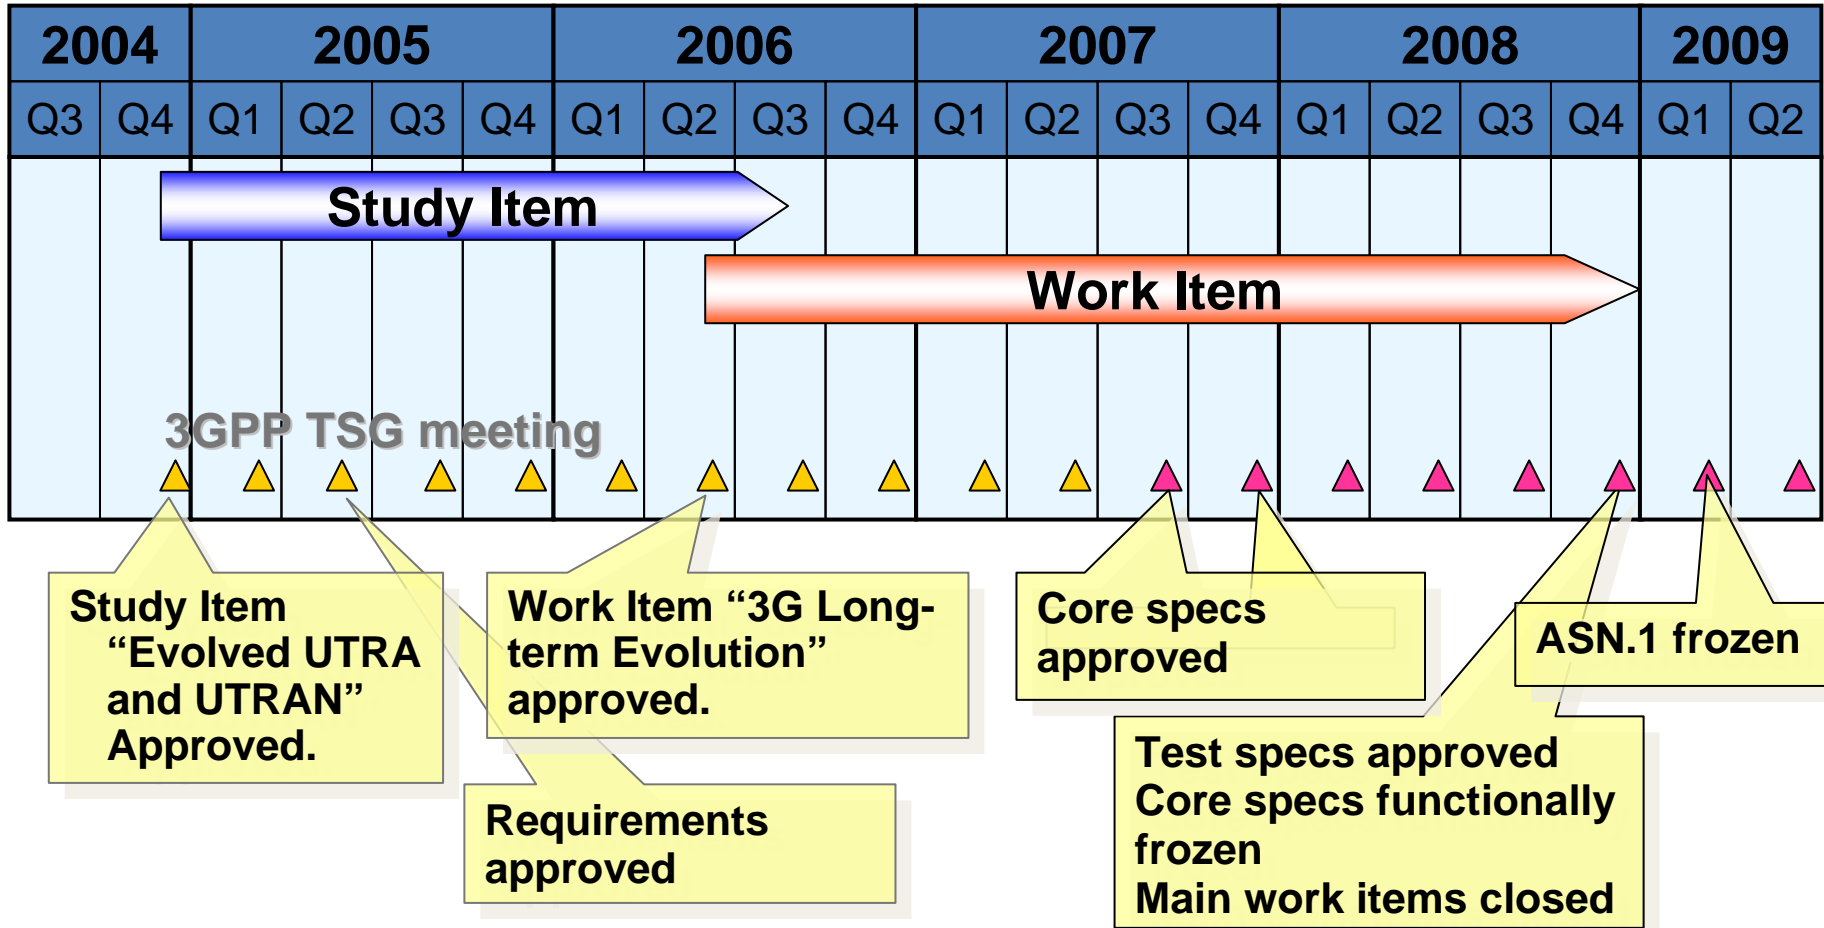 2004 2005 2006 2007 2008 2009
Q3 Q4 Q1 Q2 Q3 Q4 Q1 Q2 Q3 Q4 Q1 Q2 Q3 Q4 Q1 Q2 Q3 Q4 Q1 Q2
Study Item
Work Item
3GPP TSG meeting
Study Item
“Evolved UTRA
and UTRAN”
Approved.
Requirements
approved
Work Item “3G Long-
term Evolution”
approved.
Core specs
approved
Test specs approved
Core specs functionally
frozen
Main work items closed
ASN.1 frozen